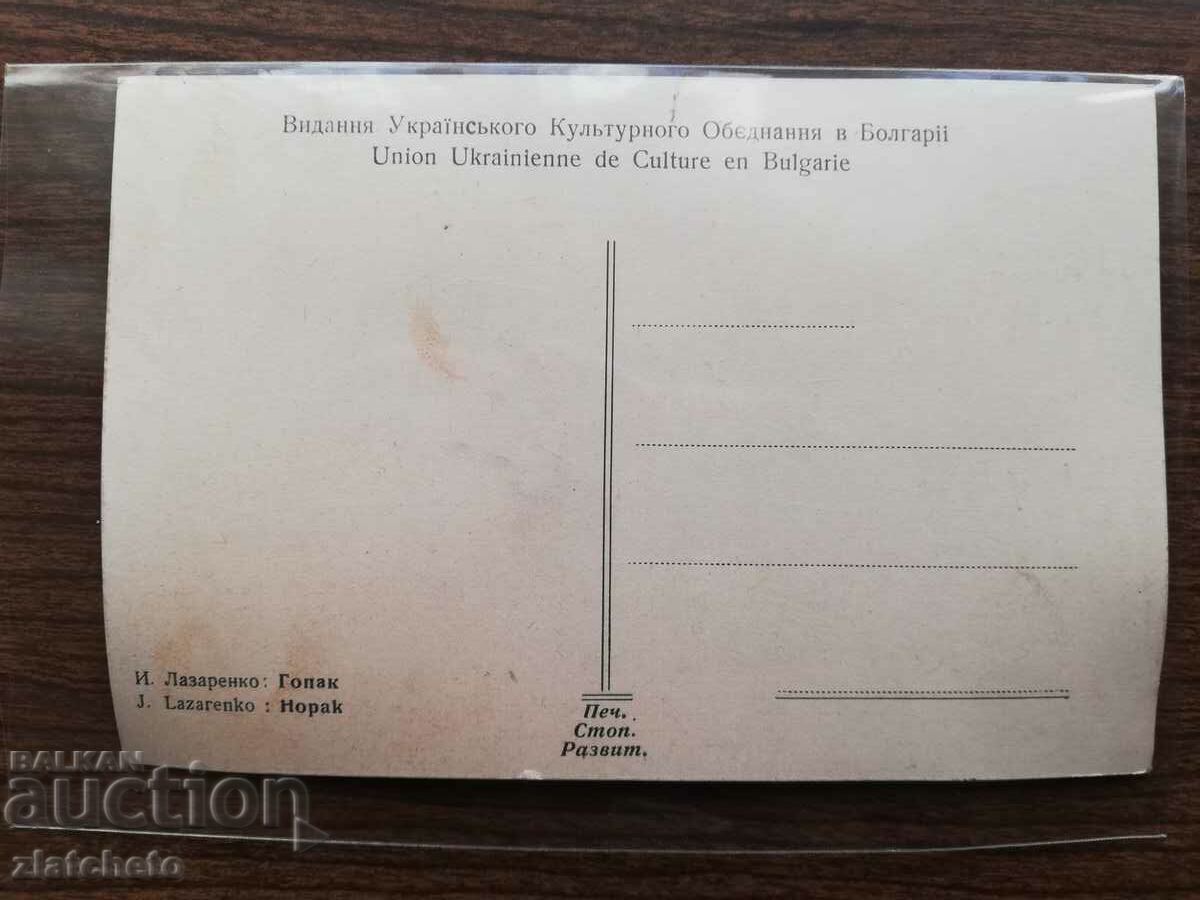 Видання Українського Культурного Обєднання в Болгарії
Union Ukrainienne de Culture en Bulgarie
И. Лазаренко: Гопак
J. Lazarenko : Hopak
Печ.
Стоп.
Развит.
BALKAN
auction
zlatcheto